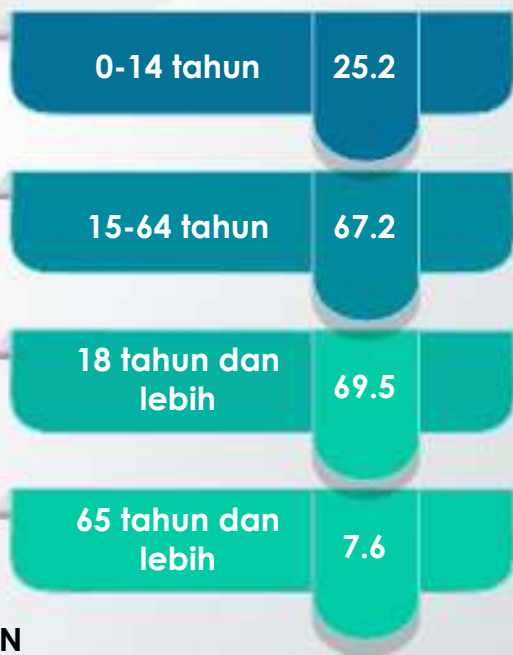 0-14 tahun 25.2
15-64 tahun 67.2
18 tahun dan
lebih 69.5
65 tahun dan
lebih 7.6
N